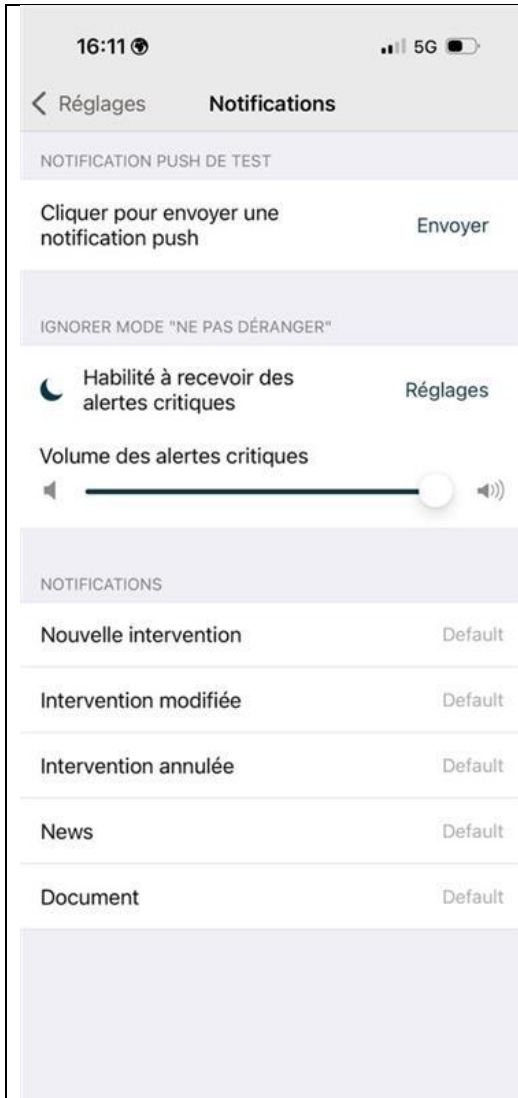 16:11 5G
Réglages Notifications
NOTIFICATION PUSH DE TEST
Cliquer pour envoyer une
notification push
Envoyer
IGNORER MODE "NE PAS DÉRANGER"
Habilité à recevoir des
alertes critiques
Réglages
Volume des alertes critiques
NOTIFICATIONS
Nouvelle intervention Default
Intervention modifiée Default
Intervention annulée Default
News Default
Document Default